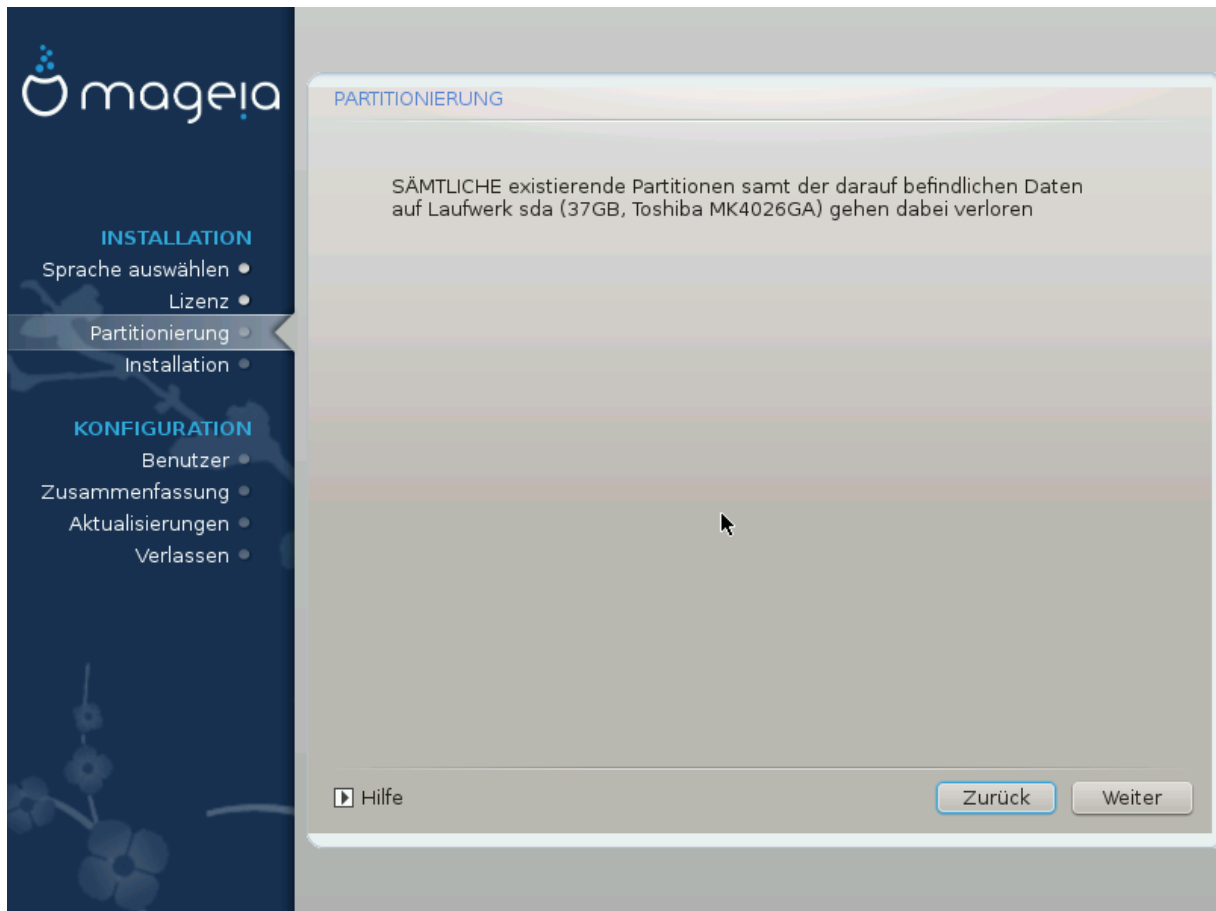 mageia
INSTALLATION
Sprache auswählen
Lizenz
Partitionierung
Installation
KONFIGURATION
Benutzer
Zusammenfassung
Aktualisierungen
Verlassen
PARTITIONIERUNG
SÄMTLICHE existierende Partitionen samt der darauf befindlichen Daten
auf Laufwerk sda (37GB, Toshiba MK4026GA) gehen dabei verloren
Hilfe
Zurück
Weiter